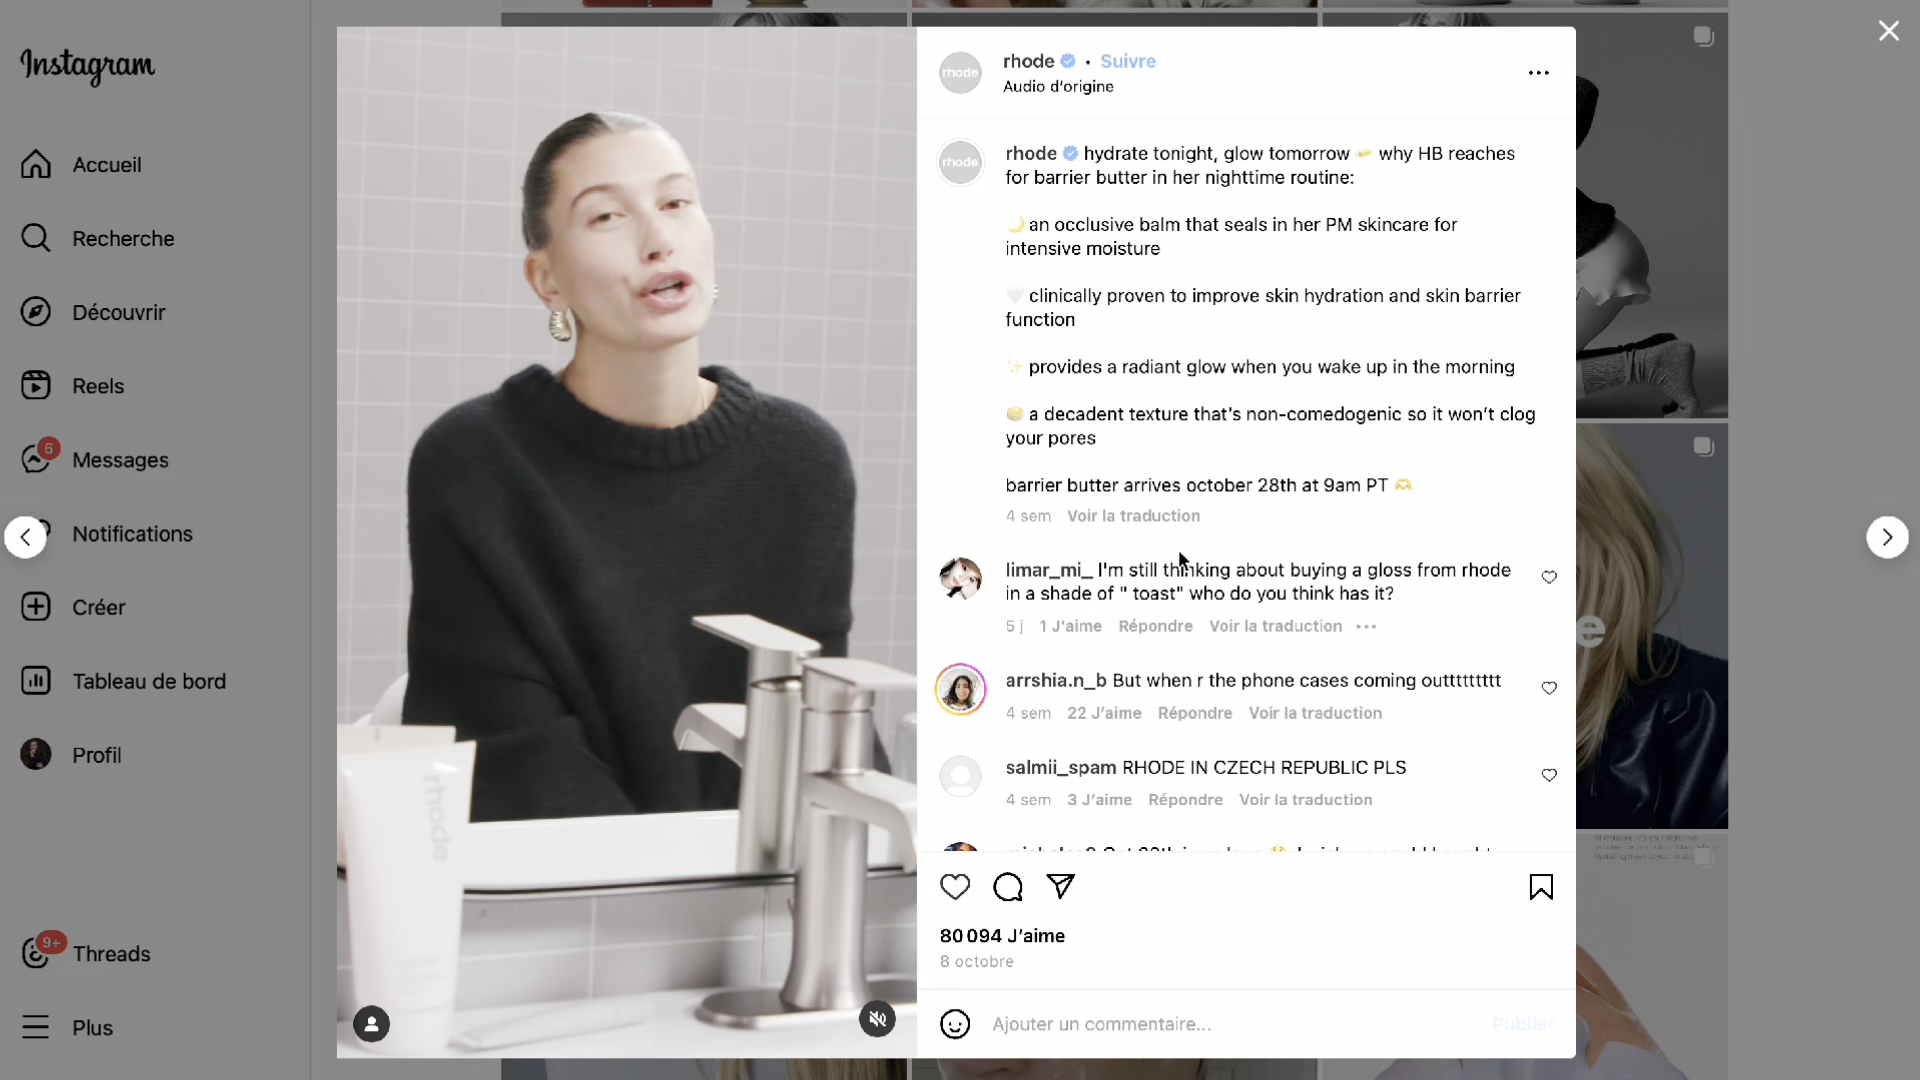 Instagram
Accueil
Recherche
Découvrir
Reels
6
Messages
Notifications
Créer
Tableau de bord
Profil
9+
Threads
Plus
rhode
rhode
rhode • Suivre
Audio d'origine
rhode
rhode hydrate tonight, glow tomorrow why HB reaches
for barrier butter in her nighttime routine:
🌙 an occlusive balm that seals in her PM skincare for
intensive moisture
🤍 clinically proven to improve skin hydration and skin barrier
function
✨ provides a radiant glow when you wake up in the morning
a decadent texture that's non-comedogenic so it won't clog
your pores
barrier butter arrives october 28th at 9am PT 🫶
4 sem Voir la traduction
limar_mi_ I'm still thinking about buying a gloss from rhode
in a shade of " toast" who do you think has it?
5 j 1 J'aime Répondre Voir la traduction •••
arrshia.n_b But when r the phone cases coming outttttttt
4 sem 22 J'aime Répondre Voir la traduction
salmii_spam RHODE IN CZECH REPUBLIC PLS
4 sem 3 J'aime Répondre Voir la traduction
80 094 J'aime
8 octobre
Ajouter un commentaire...
Publier
e